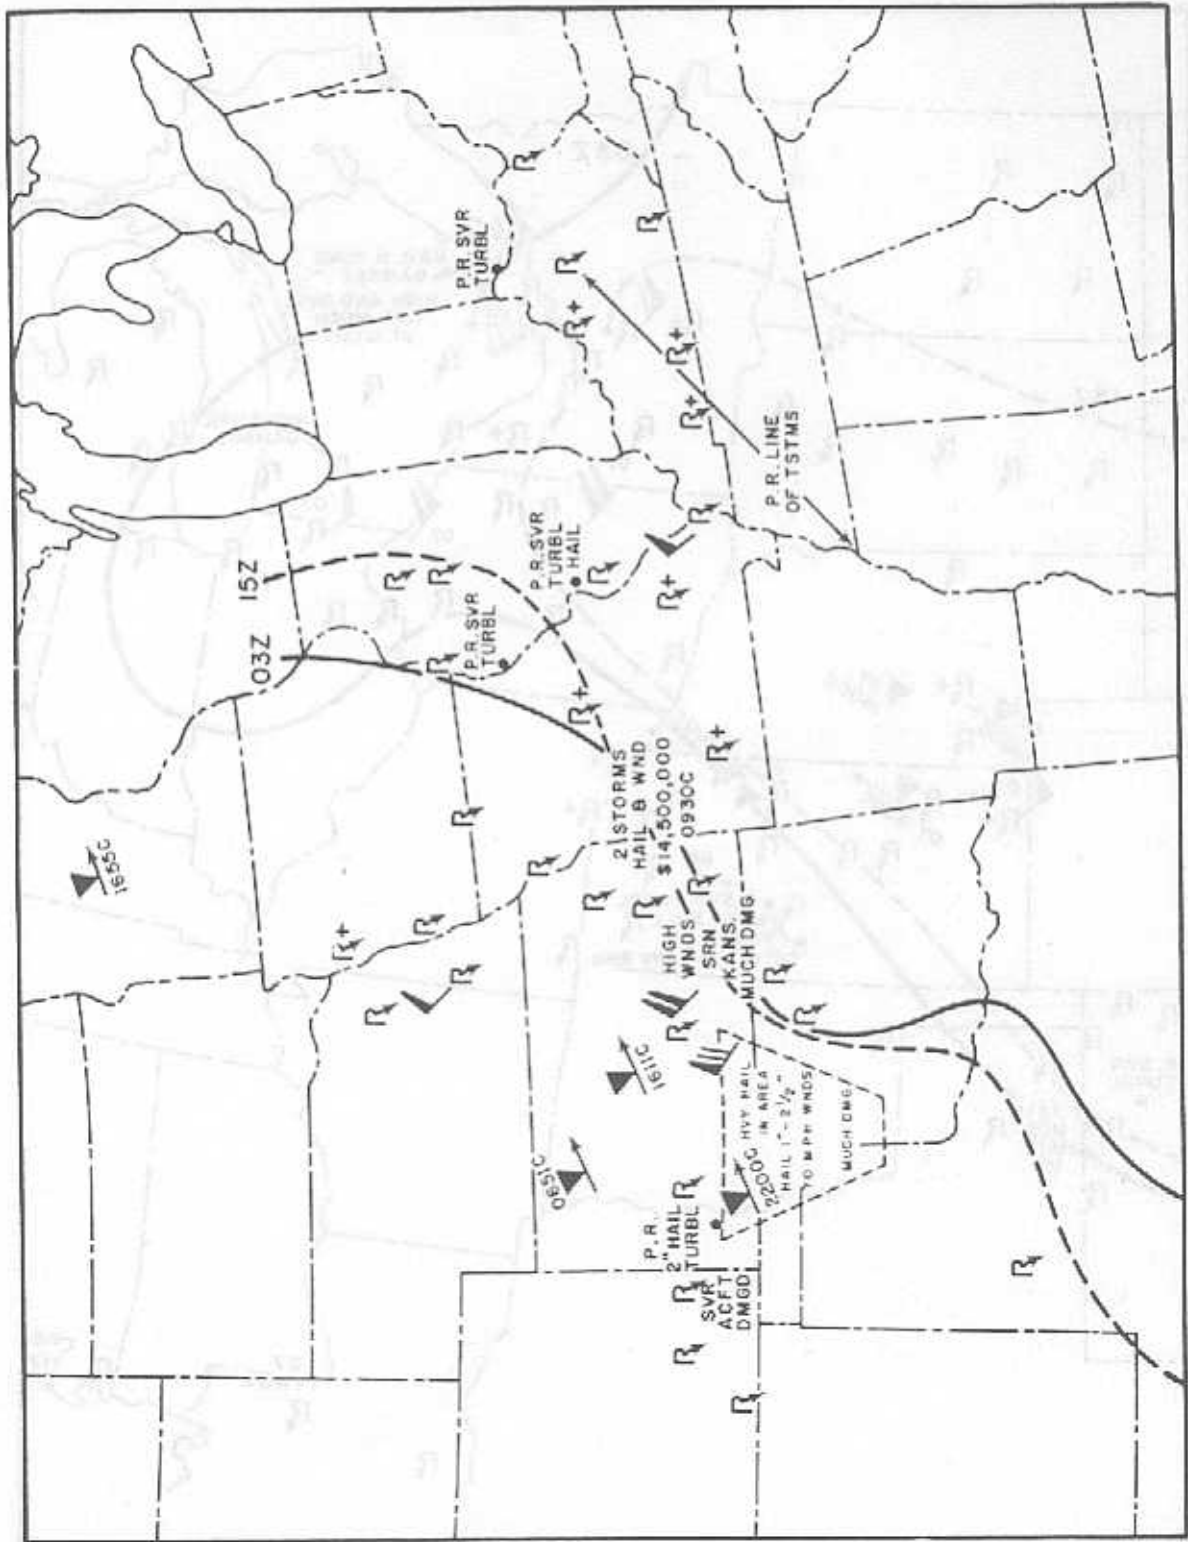 P.R. SVR
TURBL
15Z
03Z
P.R. SVR
TURBL
HAIL
P.R. SVR
TURBL
P.R. LINE
OF TSTMS
1655C
2 STORMS
HAIL & WND
$14,500,000
0930C
HIGH
WNDS
SRN
KANS.
MUCH DMG
1611C
0851C
2200C HVY HAIL
IN AREA
HAIL 1"-2 1/2"
70 MPH WNDS
MUCH DMG
P.R.
2" HAIL
TURBL
SVR
ACFT
DMGD